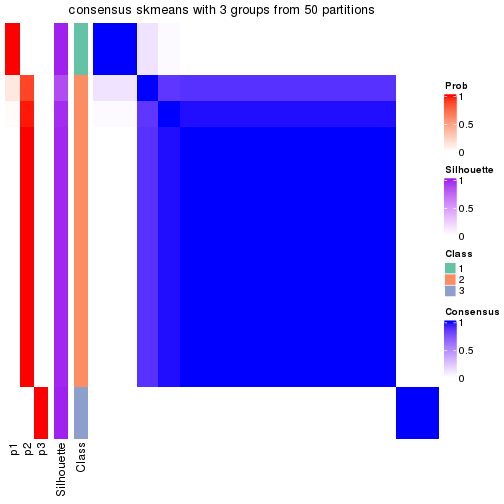 consensus skmeans with 3 groups from 50 partitions
Prob
1
0.5
0
Silhouette
1
0.5
0
Class
1
2
3
Consensus
1
0.5
0
p1
p2
p3
Silhouette
Class